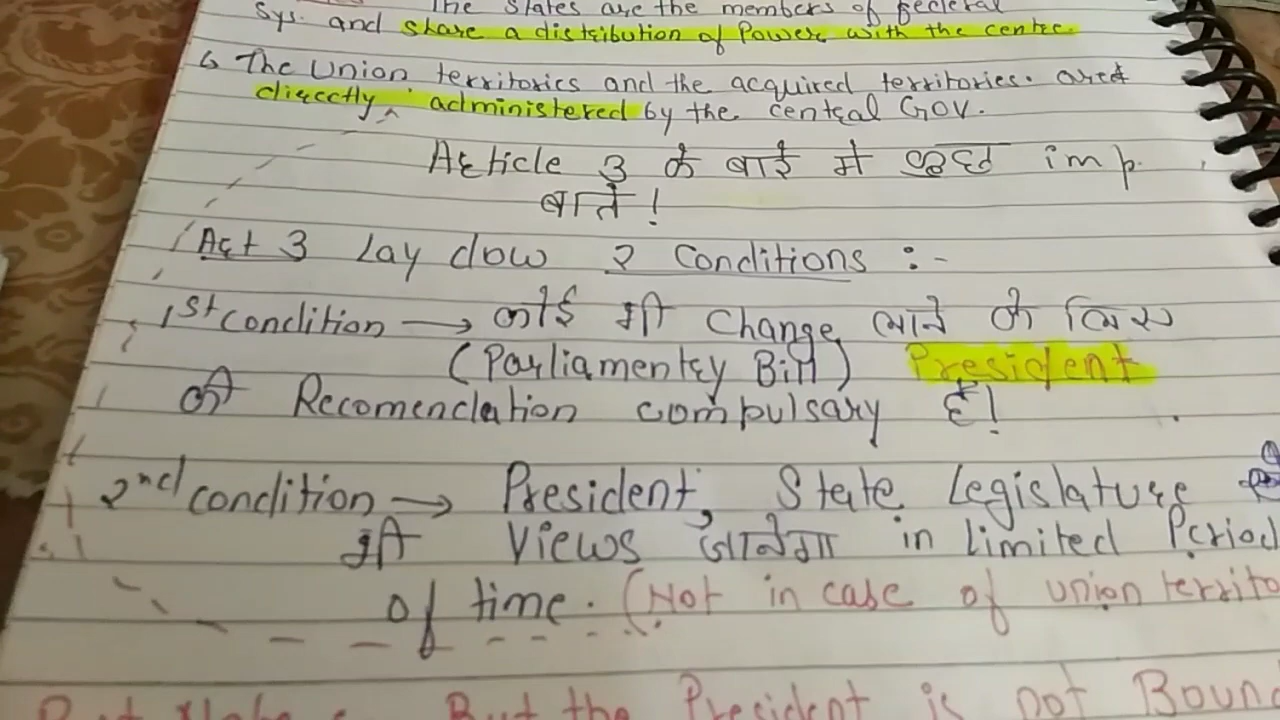 The States are the members of federal
Sys. and share a distribution of Power with the centre.
↳ The Union territories and the acquired territories. are
directly administered by the central Gov.
Article 3 के बारे में कुछ imp.
बातें!
Art 3 Lay dow 2 Conditions :-
1st condition → कोई भी Change लाने के लिए
(Parliamentry Bill) President
की Recomendation compulsary है!
2nd condition → President, State Legislature
भी Views जानेगा in limited Period
of time. (Not in case of union territo
But the President is not Boun